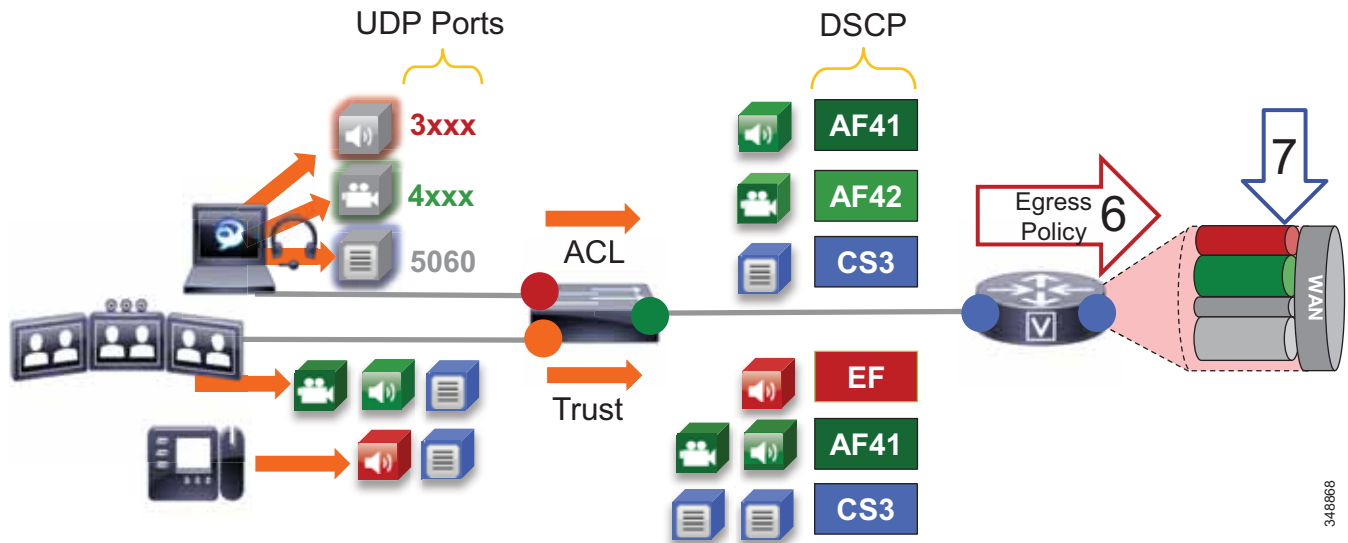 UDP Ports
DSCP
3xxx
4xxx
5060
ACL
AF41
AF42
CS3
Egress
Policy
6
7
WAN
V
Trust
EF
AF41
CS3
348868